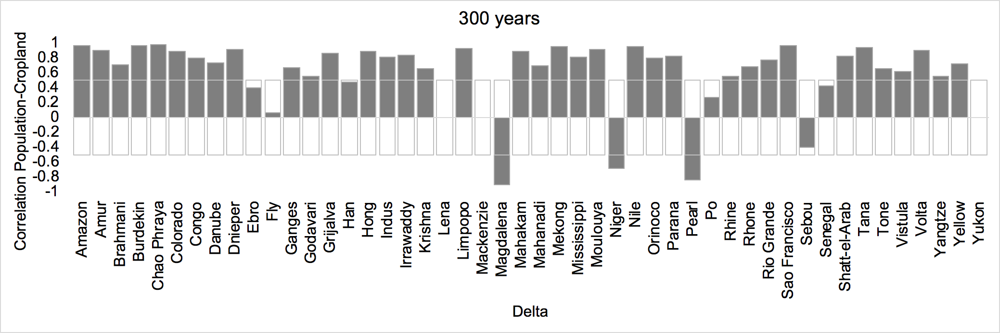 300 years
Correlation Population-Cropland
1
0.8
0.6
0.4
0.2
0
-0.2
-0.4
-0.6
-0.8
-1
Amazon
Amur
Brahmani
Burdekin
Chao Phraya
Colorado
Congo
Danube
Dnieper
Ebro
Fly
Ganges
Godavari
Grijalva
Han
Hong
Indus
Irrawaddy
Krishna
Lena
Limpopo
Mackenzie
Magdalena
Mahakam
Mahanadi
Mekong
Mississippi
Moulouya
Niger
Nile
Orinoco
Parana
Pearl
Po
Rhine
Rhone
Rio Grande
Sao Francisco
Sebou
Senegal
Shatt-el-Arab
Tana
Tone
Vistula
Volta
Yangtze
Yellow
Yukon
Delta